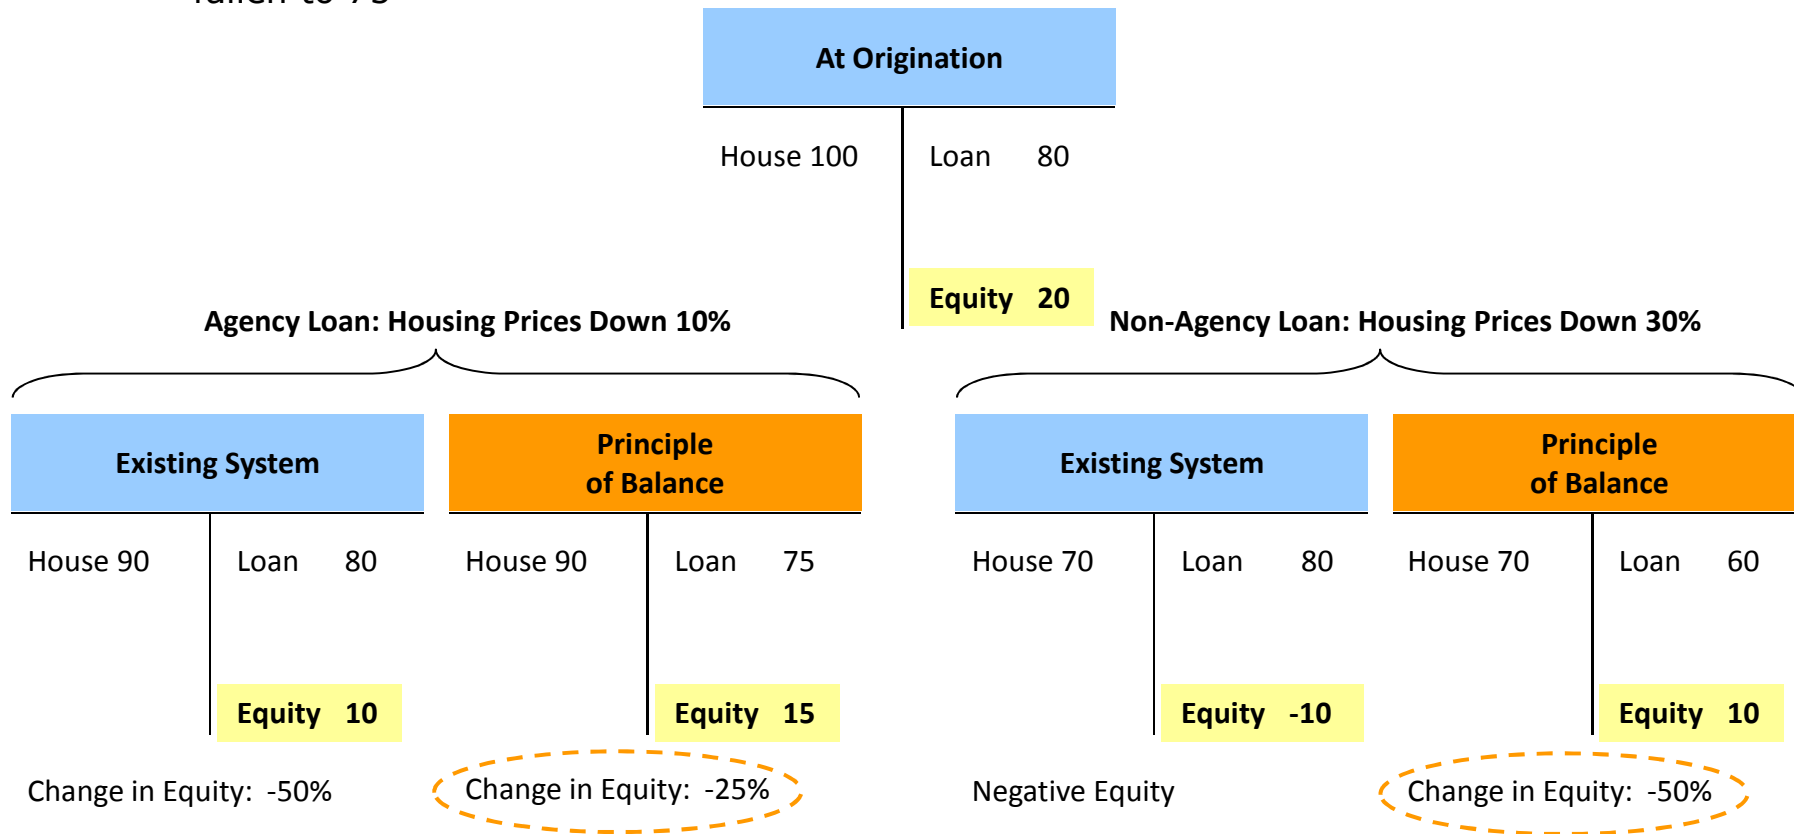 fallen to 75
At Origination
House 100 Loan 80
Equity 20
Agency Loan: Housing Prices Down 10%
Non-Agency Loan: Housing Prices Down 30%
Existing System
Principle
of Balance
Existing System
Principle
of Balance
House 90 Loan 80
House 90 Loan 75
House 70 Loan 80
House 70 Loan 60
Equity 10
Equity 15
Equity -10
Equity 10
Change in Equity: -50%
Change in Equity: -25%
Negative Equity
Change in Equity: -50%